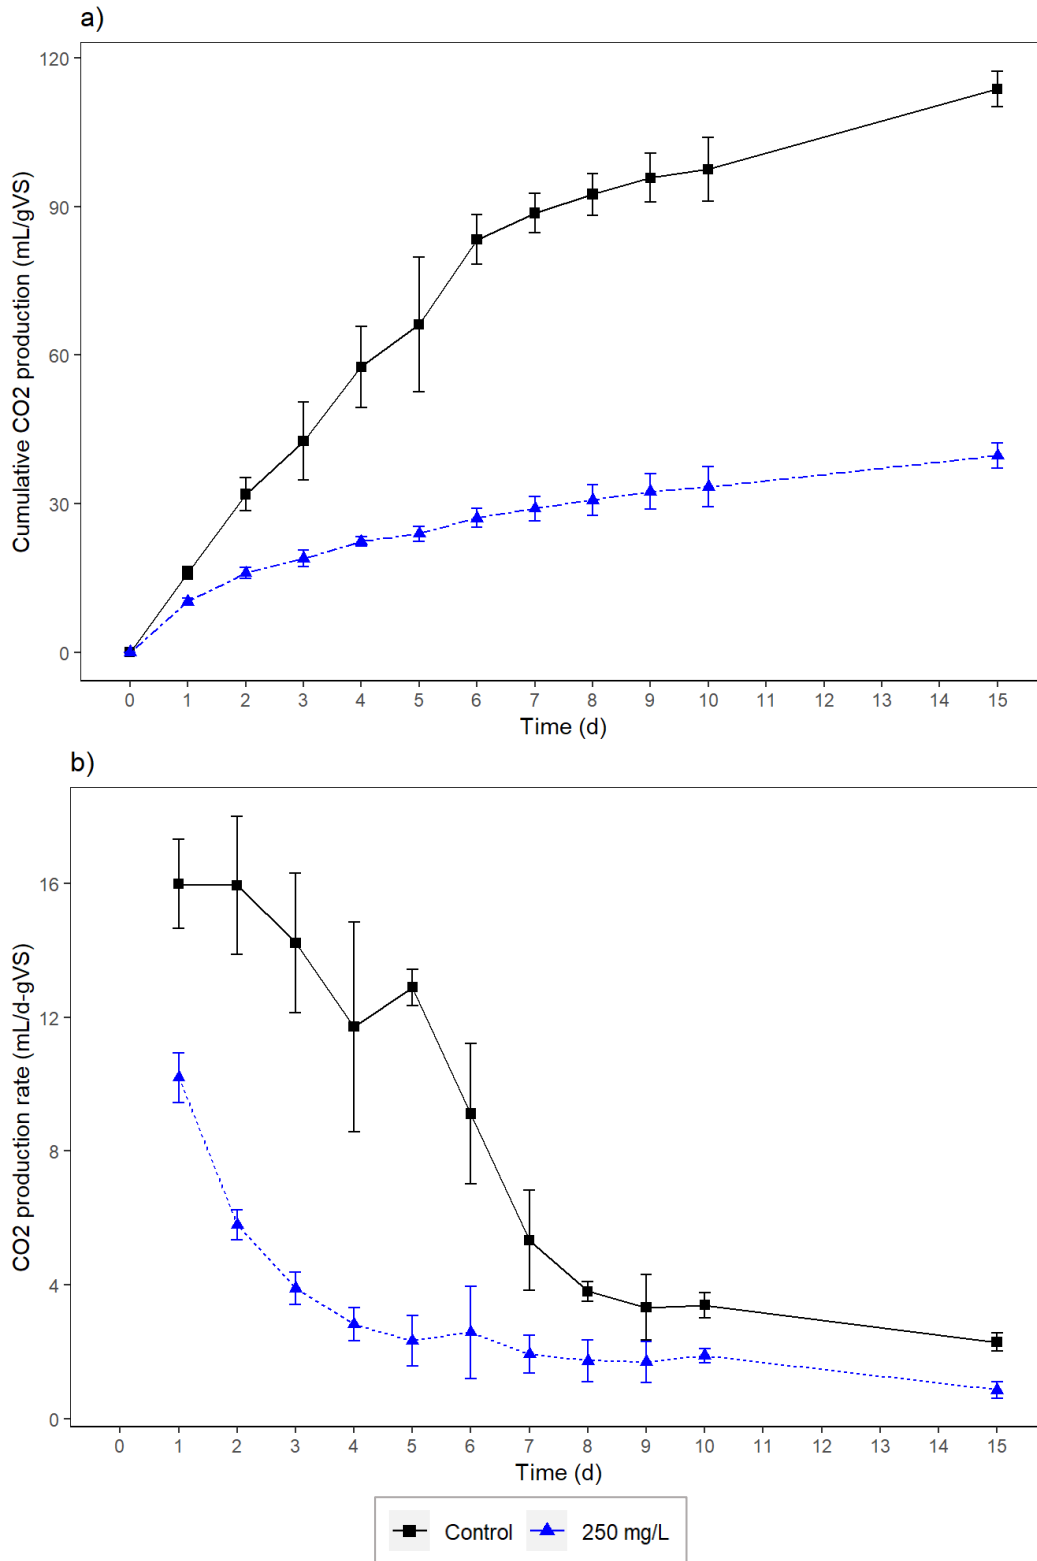 a)
Cumulative CO2 production (mL/gVS)
120
90
60
30
0
0 1 2 3 4 5 6 7 8 9 10 11 12 13 14 15
Time (d)
b)
CO2 production rate (mL/d-gVS)
16
12
8
4
0
0 1 2 3 4 5 6 7 8 9 10 11 12 13 14 15
Time (d)
Control 250 mg/L